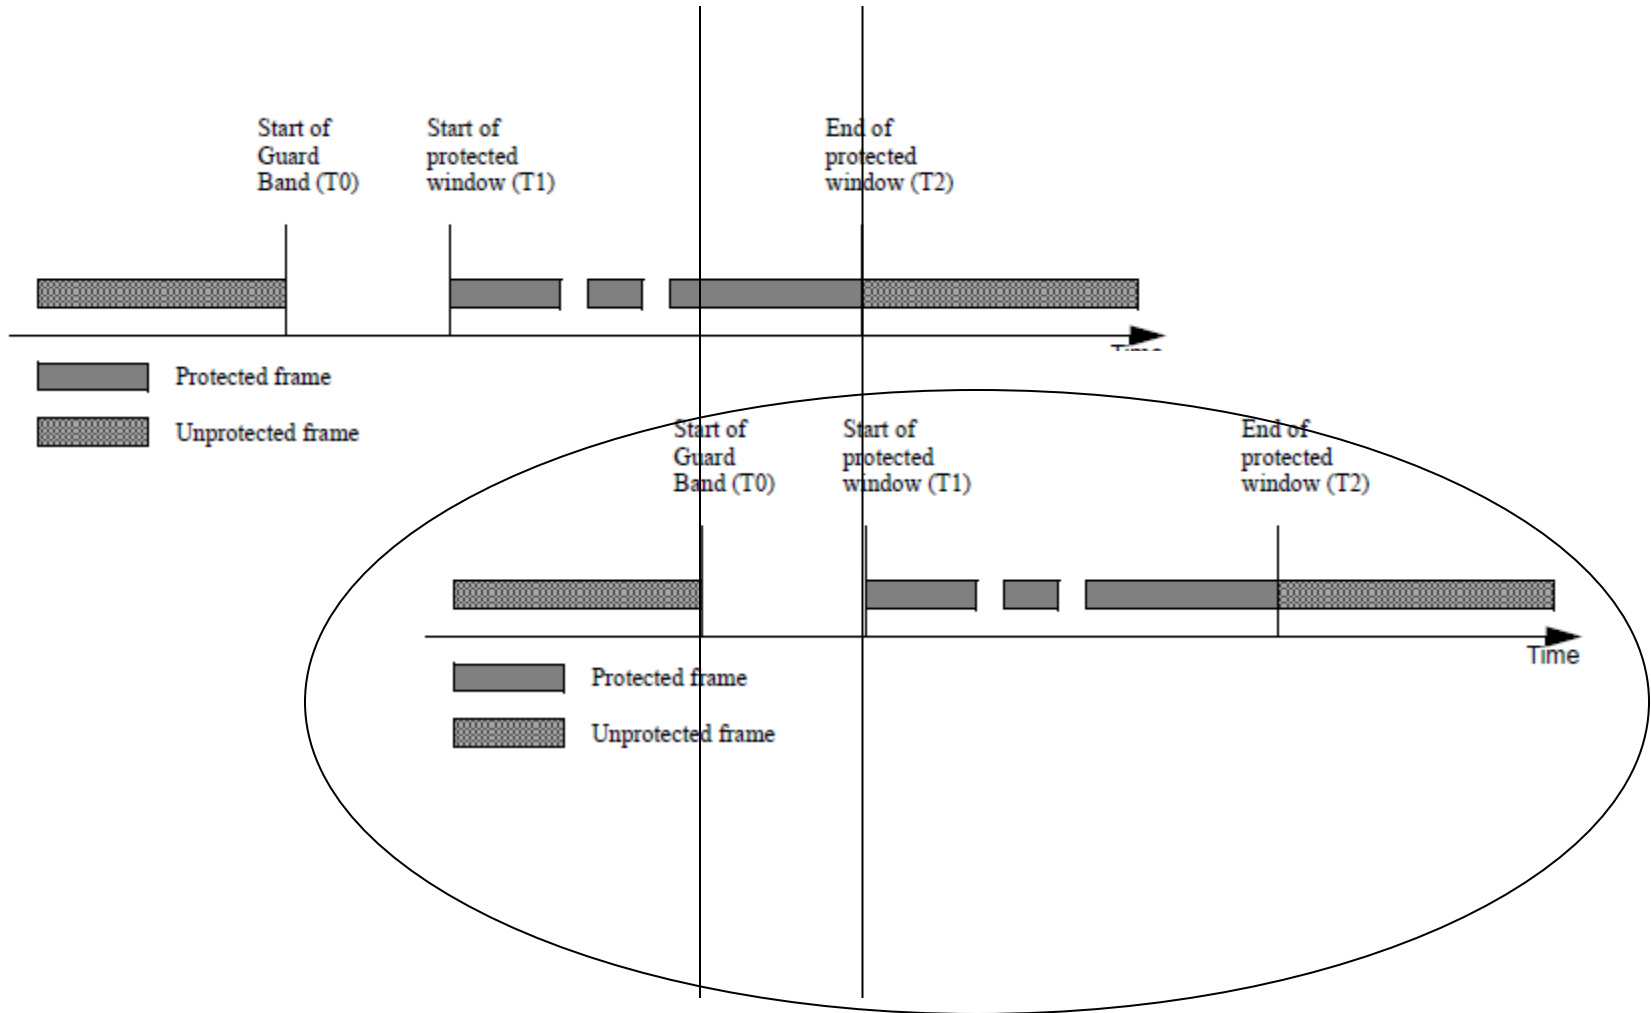 Start of
Guard
Band (T0)
Start of
protected
window (T1)
End of
protected
window (T2)
Time
Protected frame
Unprotected frame
Start of
Guard
Band (T0)
Start of
protected
window (T1)
End of
protected
window (T2)
Time
Protected frame
Unprotected frame